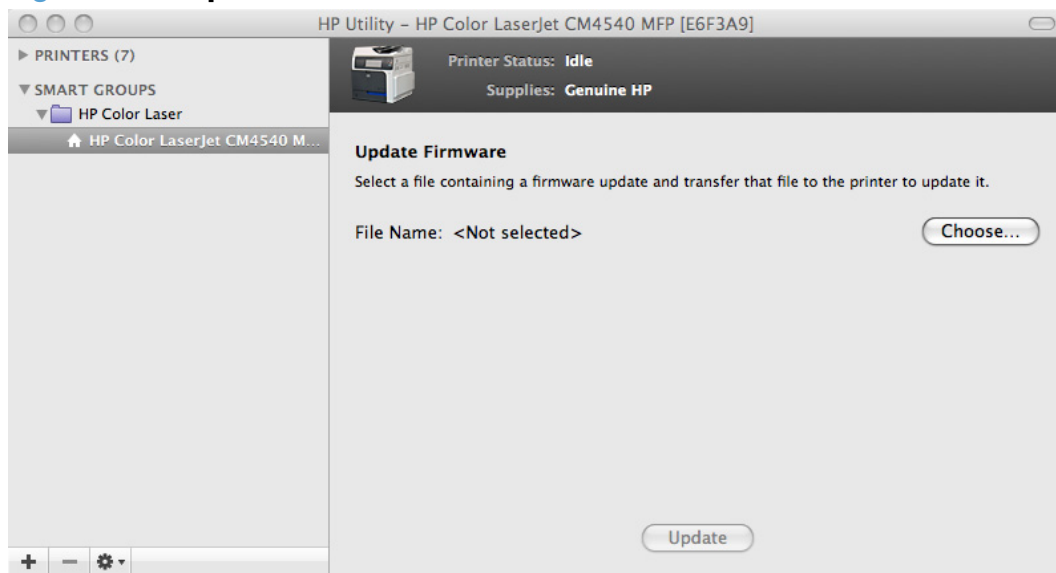 HP Utility – HP Color LaserJet CM4540 MFP [E6F3A9]
PRINTERS (7)
SMART GROUPS
HP Color Laser
HP Color LaserJet CM4540 M...
Printer Status: Idle
Supplies: Genuine HP
Update Firmware
Select a file containing a firmware update and transfer that file to the printer to update it.
File Name: <Not selected>
Choose...
Update